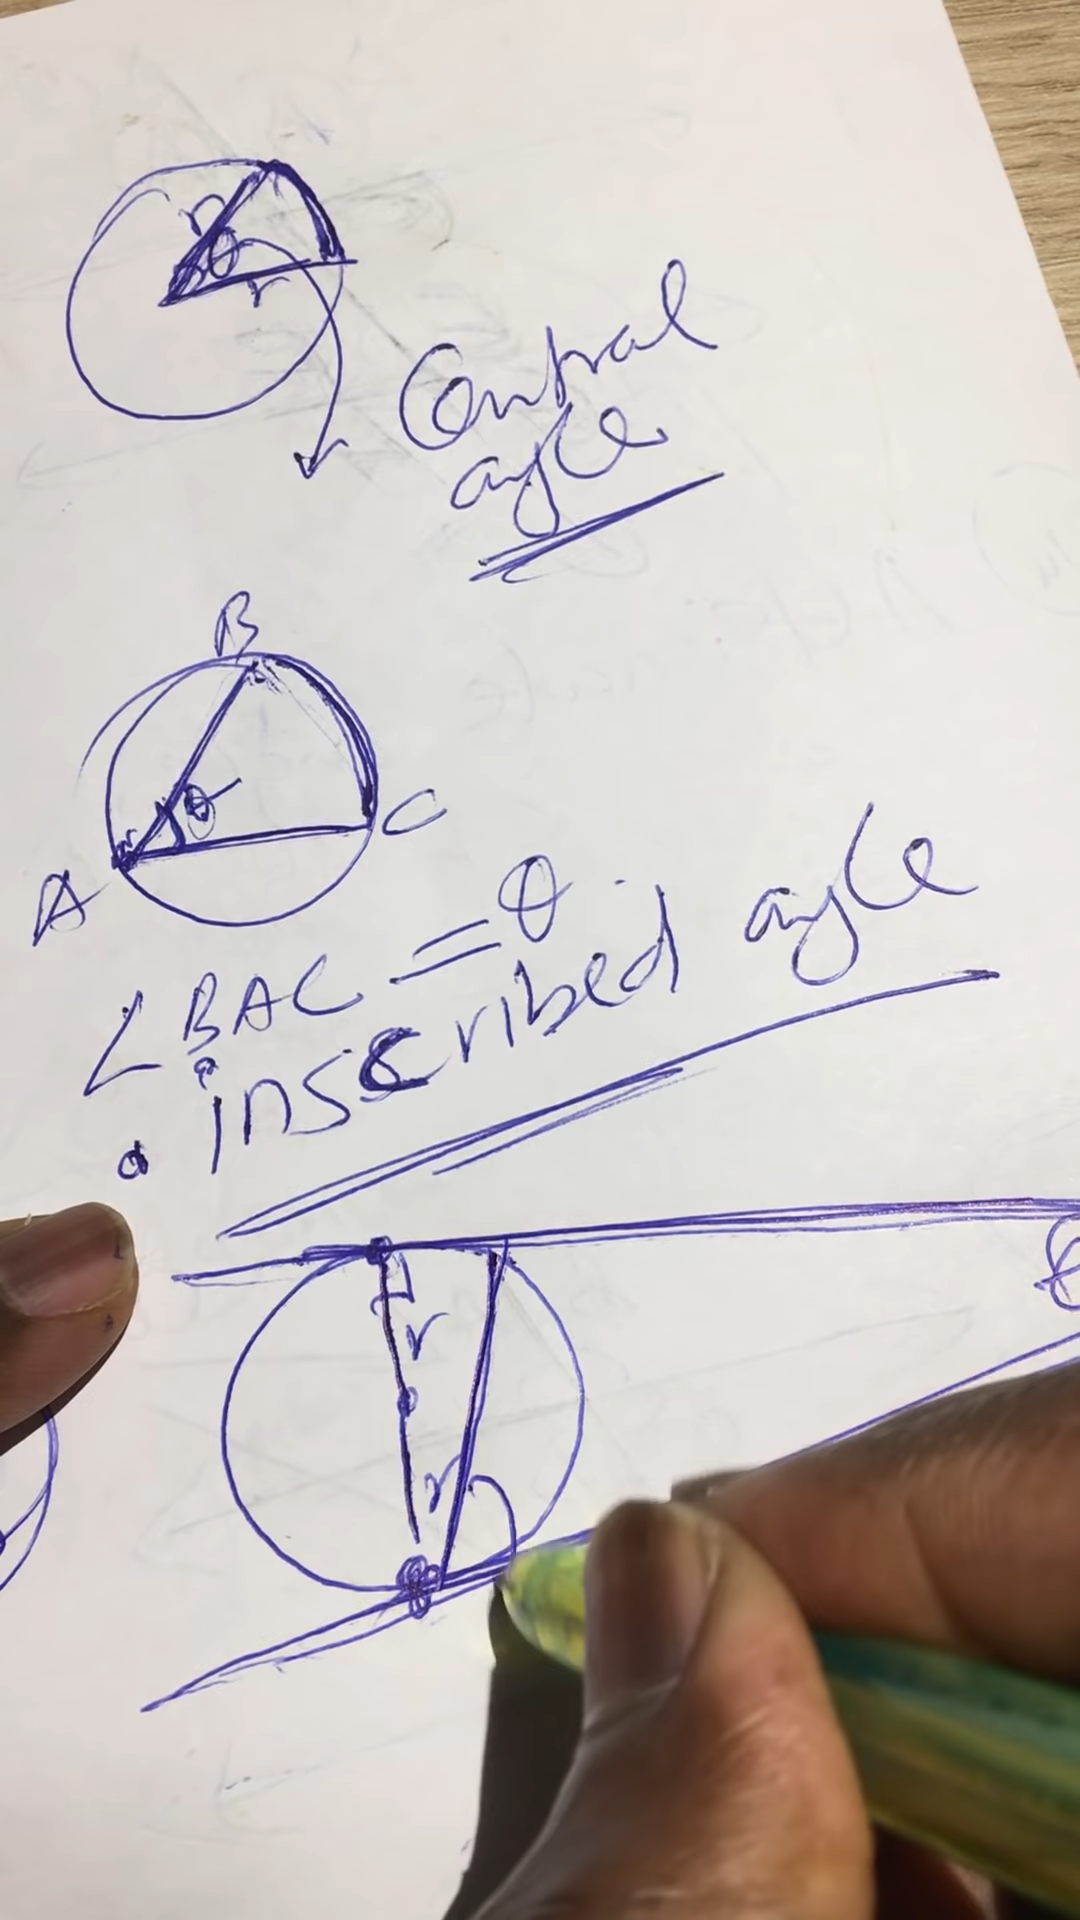 r
θ
r
Central
angle
B
θ
C
A
∠BAC = θ
inscribed angle
r
r